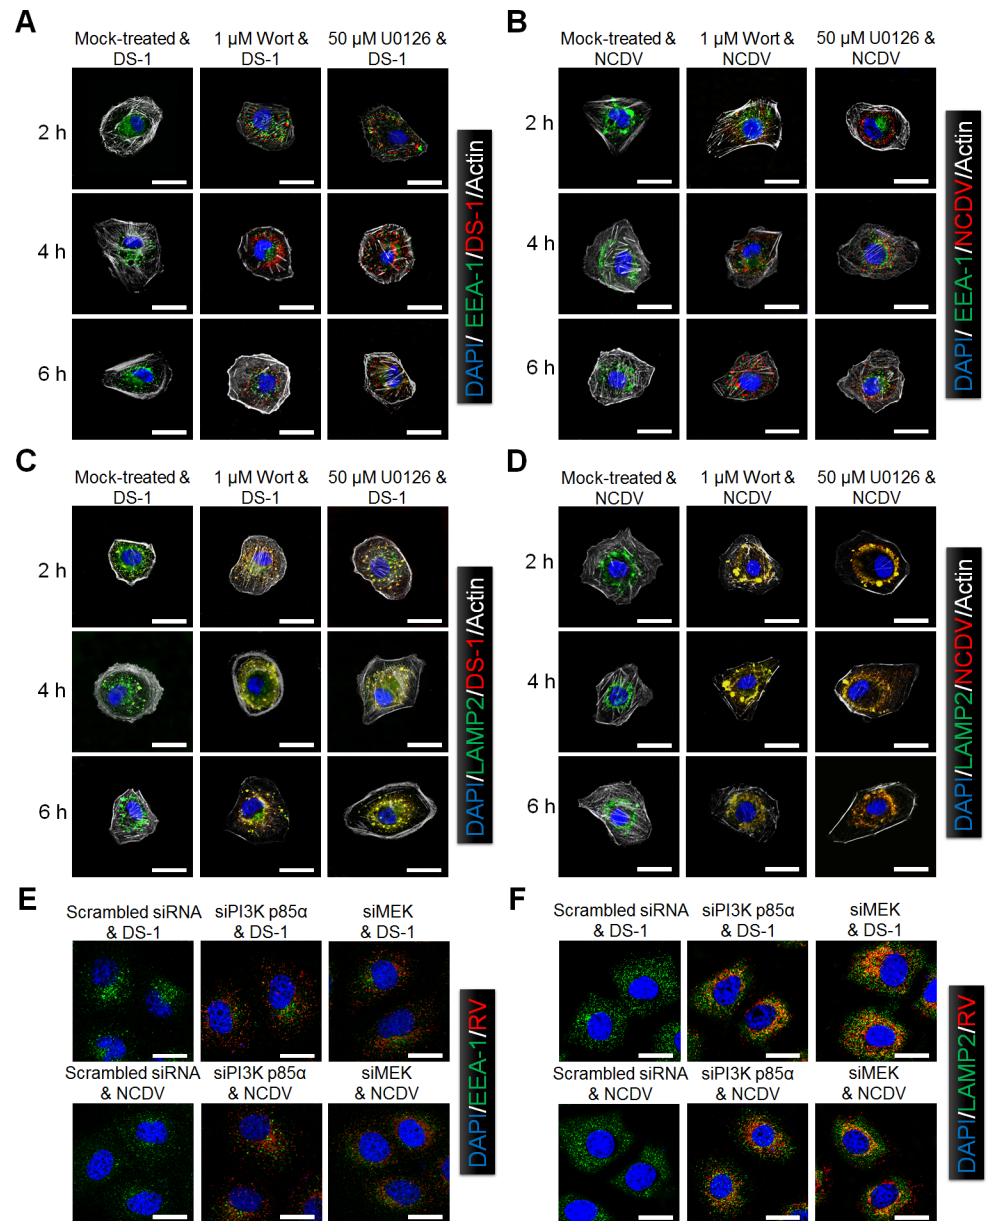 A
Mock-treated &
DS-1
1 µM Wort &
DS-1
50 µM U0126 &
DS-1
2 h
4 h
6 h
DAPI/ EEA-1/DS-1/Actin
B
Mock-treated &
NCDV
1 µM Wort &
NCDV
50 µM U0126 &
NCDV
2 h
4 h
6 h
DAPI/ EEA-1/NCDV/Actin
C
Mock-treated &
DS-1
1 µM Wort &
DS-1
50 µM U0126 &
DS-1
2 h
4 h
6 h
DAPI/LAMP2/DS-1/Actin
D
Mock-treated &
NCDV
1 µM Wort &
NCDV
50 µM U0126 &
NCDV
2 h
4 h
6 h
DAPI/LAMP2/NCDV/Actin
E
Scrambled siRNA
& DS-1
siPI3K p85α
& DS-1
siMEK
& DS-1
Scrambled siRNA
& NCDV
siPI3K p85α
& NCDV
siMEK
& NCDV
DAPI/EEA-1/RV
F
Scrambled siRNA
& DS-1
siPI3K p85α
& DS-1
siMEK
& DS-1
Scrambled siRNA
& NCDV
siPI3K p85α
& NCDV
siMEK
& NCDV
DAPI/LAMP2/RV